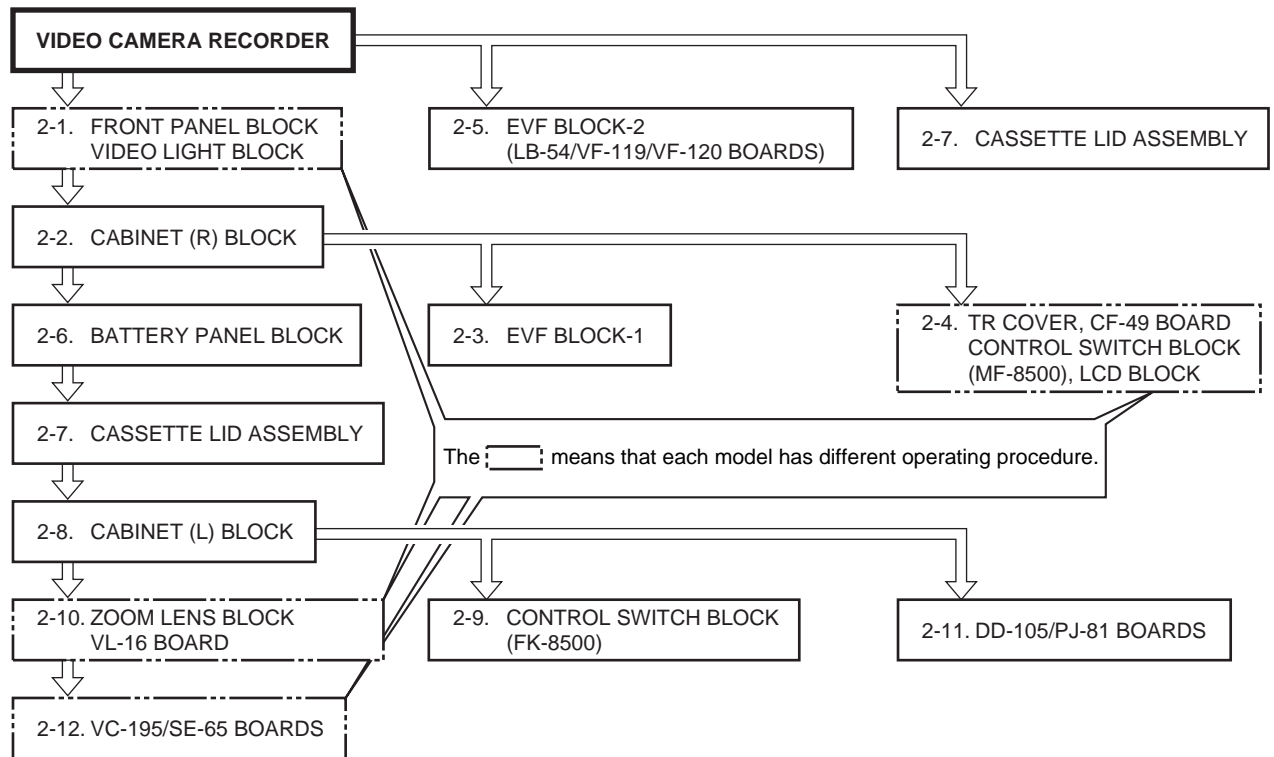 VIDEO CAMERA RECORDER
2-1. FRONT PANEL BLOCK
VIDEO LIGHT BLOCK
2-5. EVF BLOCK-2
(LB-54/VF-119/VF-120 BOARDS)
2-7. CASSETTE LID ASSEMBLY
2-2. CABINET (R) BLOCK
2-6. BATTERY PANEL BLOCK
2-3. EVF BLOCK-1
2-4. TR COVER, CF-49 BOARD
CONTROL SWITCH BLOCK
(MF-8500), LCD BLOCK
2-7. CASSETTE LID ASSEMBLY
The means that each model has different operating procedure.
2-8. CABINET (L) BLOCK
2-10. ZOOM LENS BLOCK
VL-16 BOARD
2-9. CONTROL SWITCH BLOCK
(FK-8500)
2-11. DD-105/PJ-81 BOARDS
2-12. VC-195/SE-65 BOARDS